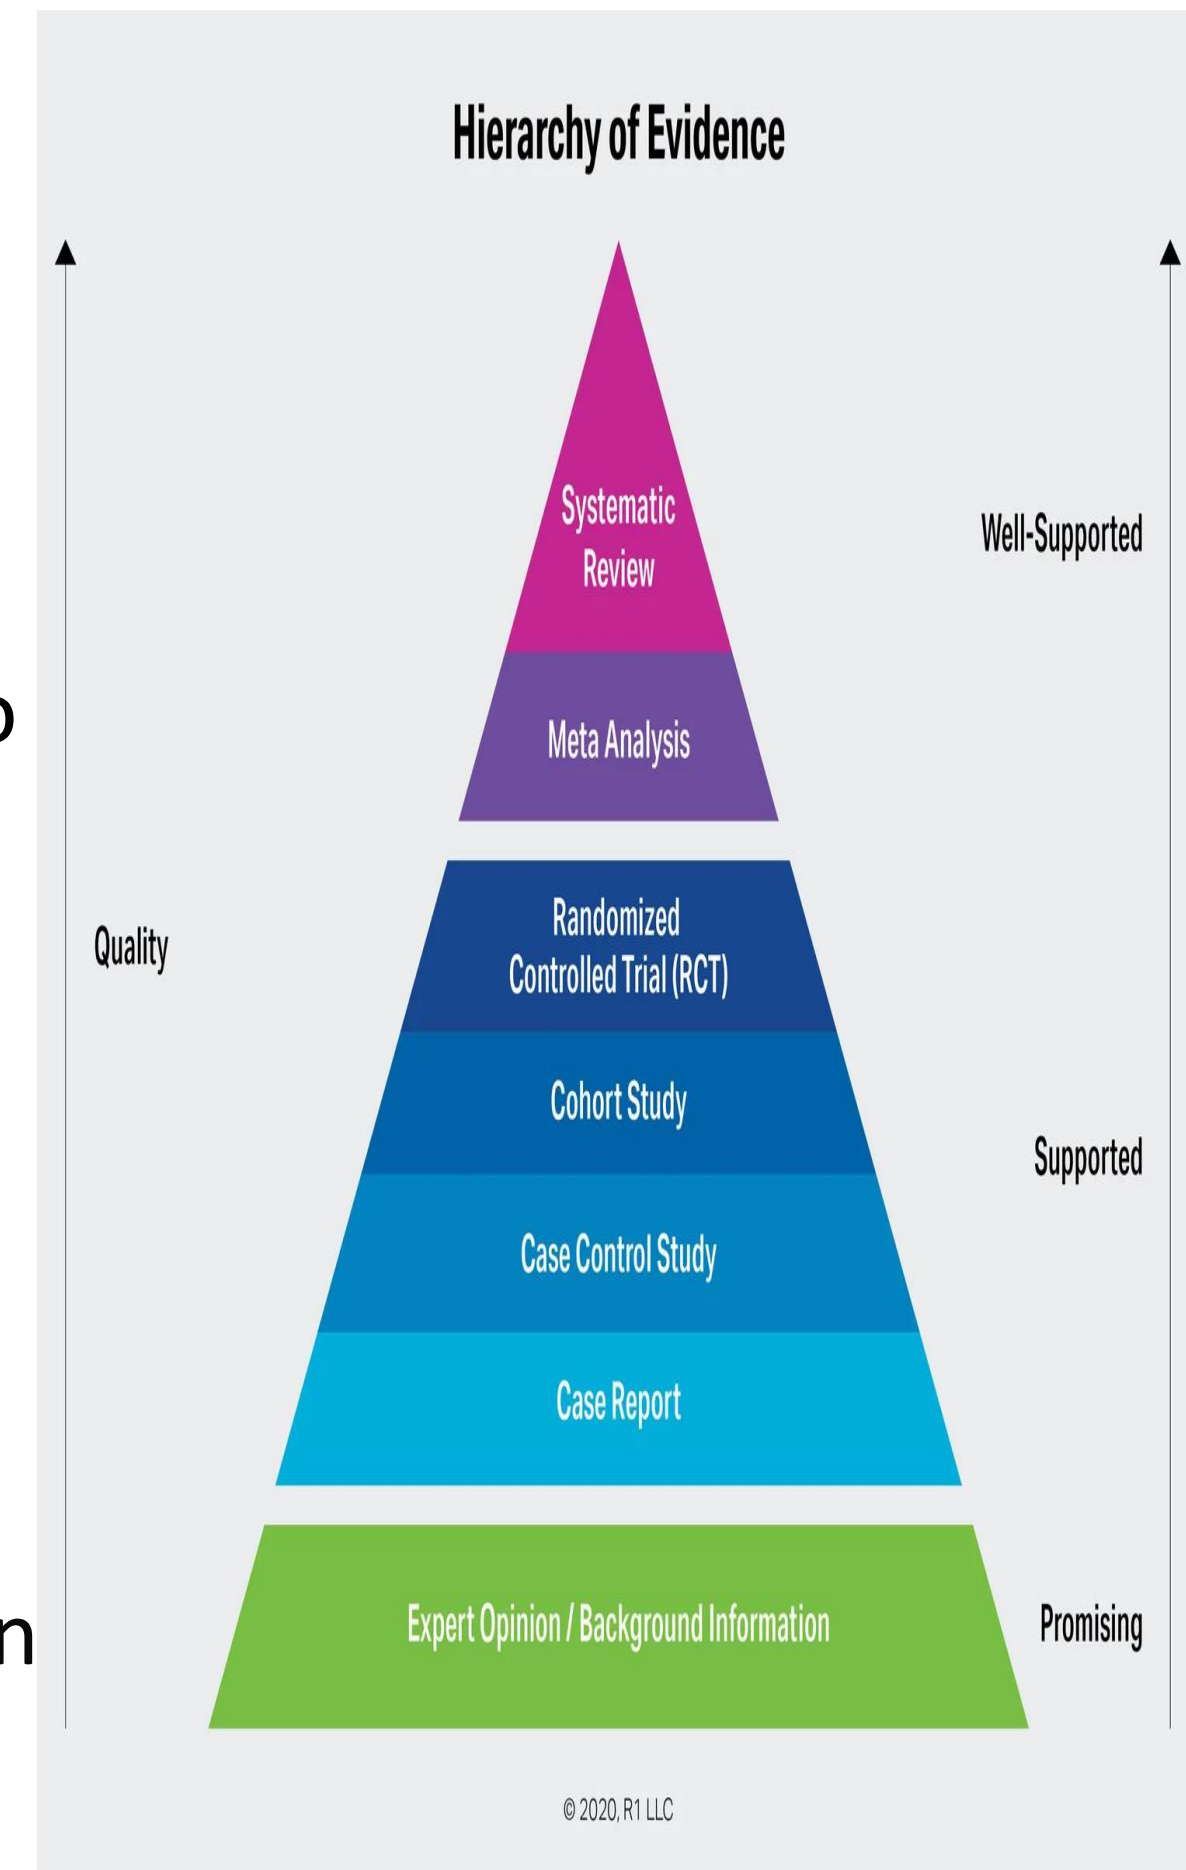 Hierarchy of Evidence
Systematic
Review
Well-Supported
o
Meta Analysis
Randomized
Controlled Trial (RCT)
Quality
Cohort Study
Supported
Case Control Study
Case Report
n
Expert Opinion / Background Information
Promising
© 2020, R1 LLC